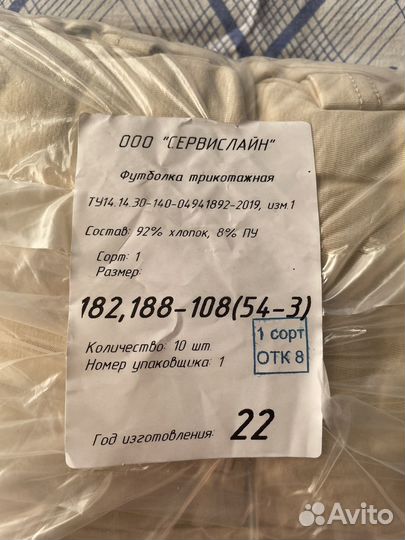 ООО "СЕРВИСЛАЙН"
Футболка трикотажная
ТУ14.14.30-140-04941892-2019, изм.1
Состав: 92% хлопок, 8% ПУ
Сорт: 1
Размер:
182,188-108(54-3)
1 сорт
ОТК 8
Количество: 10 шт.
Номер упаковщика: 1
Год изготовления: 22
Avito